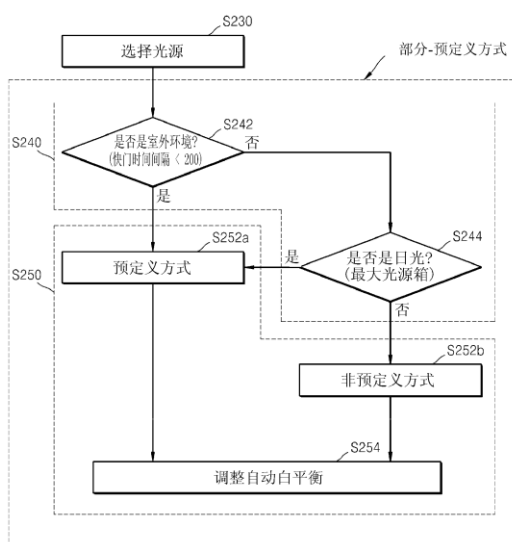 S230
选择光源
部分-预定义方式
S240
S242
是否是室外环境?
(快门时间间隔 < 200)
否
是
S244
是否是日光?
(最大光源箱)
是
否
S250
S252a
预定义方式
S252b
非预定义方式
S254
调整自动白平衡